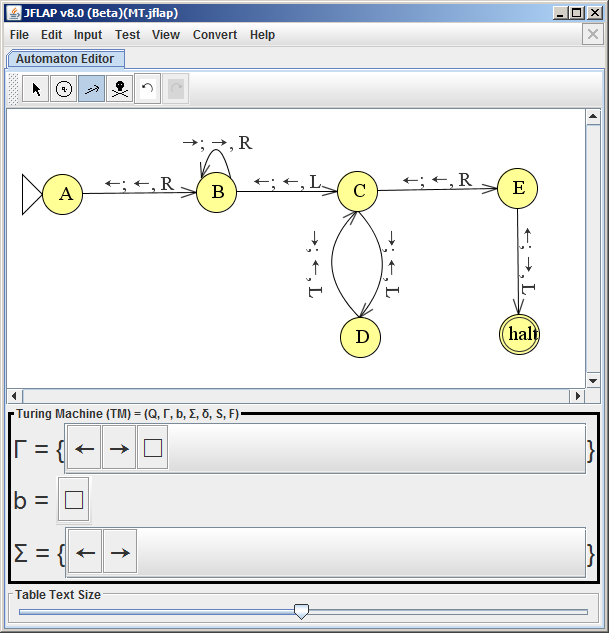 JFLAP v8.0 (Beta)(MT.jflap)
File Edit Input Test View Convert Help
Automaton Editor
→; →, R
←; ←, R
←; ←, L
←; ←, R
A
B
C
E
→; ←, L
→; ←, L
←; →, L
D
halt
Turing Machine (TM) = (Q, Γ, b, Σ, δ, S, F)
Γ = { ← → □ }
b = □
Σ = { ← → }
Table Text Size